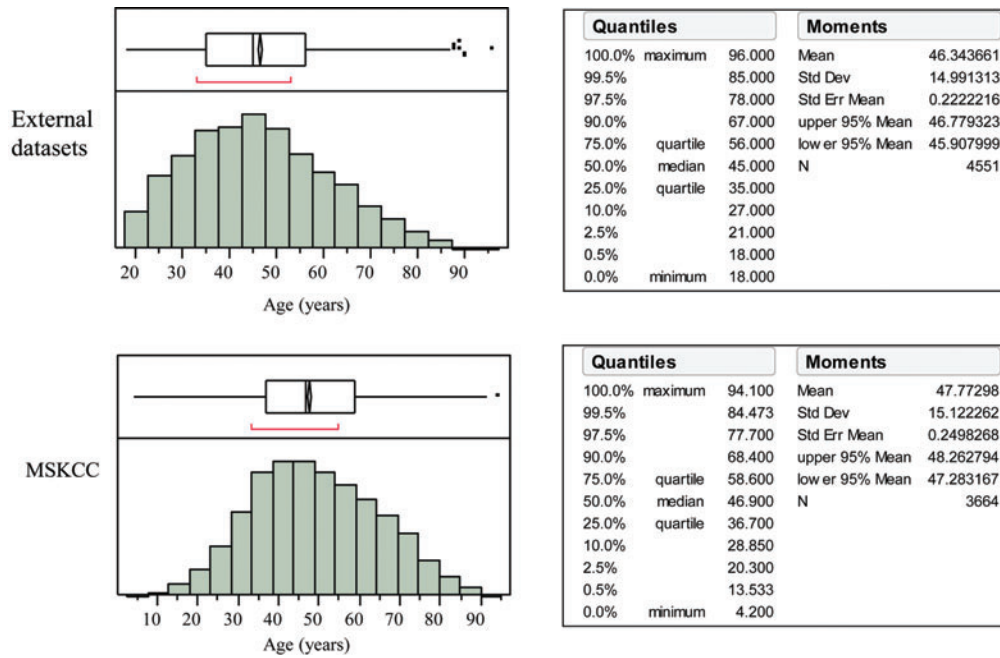 External
datasets
20 30 40 50 60 70 80 90
Age (years)
Quantiles Moments
100.0% maximum 96.000 Mean 46.343661
99.5% 85.000 Std Dev 14.991313
97.5% 78.000 Std Err Mean 0.2222216
90.0% 67.000 upper 95% Mean 46.779323
75.0% quartile 56.000 lower 95% Mean 45.907999
50.0% median 45.000 N 4551
25.0% quartile 35.000
10.0% 27.000
2.5% 21.000
0.5% 18.000
0.0% minimum 18.000
MSKCC
10 20 30 40 50 60 70 80 90
Age (years)
Quantiles Moments
100.0% maximum 94.100 Mean 47.77298
99.5% 84.473 Std Dev 15.122262
97.5% 77.700 Std Err Mean 0.2498268
90.0% 68.400 upper 95% Mean 48.262794
75.0% quartile 58.600 lower 95% Mean 47.283167
50.0% median 46.900 N 3664
25.0% quartile 36.700
10.0% 28.850
2.5% 20.300
0.5% 13.533
0.0% minimum 4.200